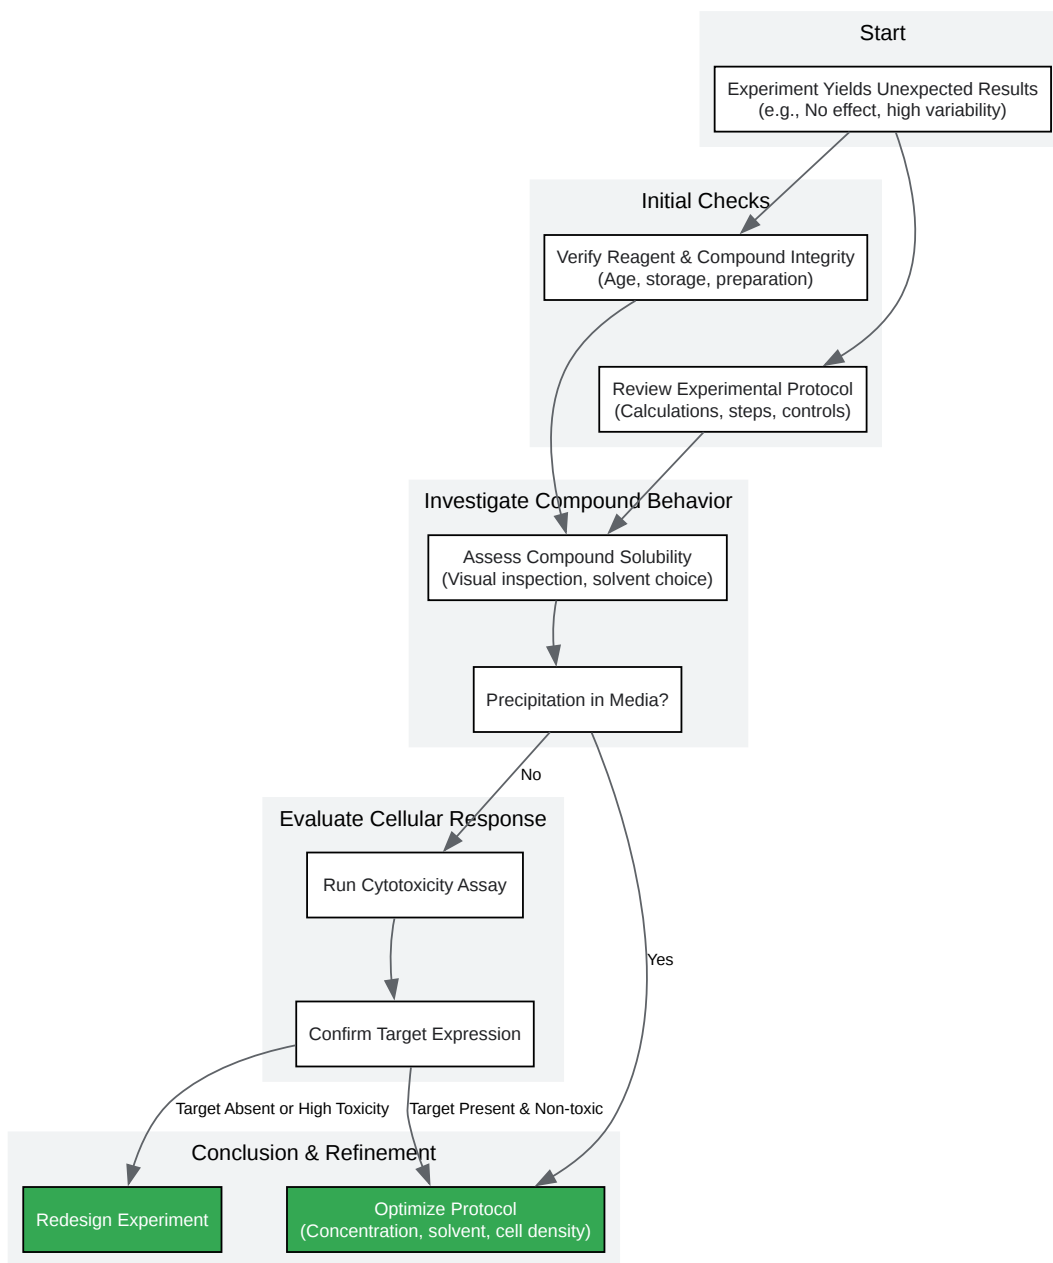 Start
Experiment Yields Unexpected Results
(e.g., No effect, high variability)
Initial Checks
Verify Reagent & Compound Integrity
(Age, storage, preparation)
Review Experimental Protocol
(Calculations, steps, controls)
Investigate Compound Behavior
Assess Compound Solubility
(Visual inspection, solvent choice)
Precipitation in Media?
No
Evaluate Cellular Response
Run Cytotoxicity Assay
Yes
Confirm Target Expression
Target Absent or High Toxicity
Target Present & Non-toxic
Conclusion & Refinement
Redesign Experiment
Optimize Protocol
(Concentration, solvent, cell density)